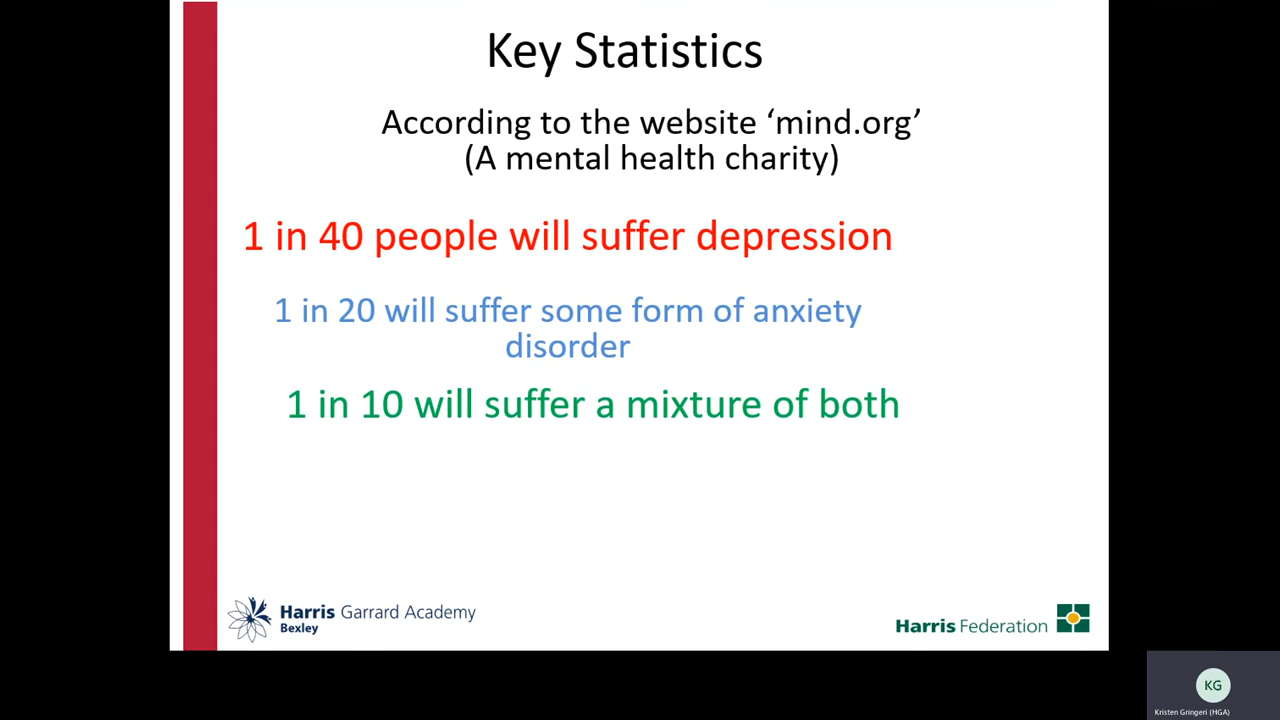 Key Statistics
According to the website ‘mind.org’
(A mental health charity)
1 in 40 people will suffer depression
1 in 20 will suffer some form of anxiety
disorder
1 in 10 will suffer a mixture of both
Harris Garrard Academy
Bexley
Harris Federation
KG
Kristen Gringeri (HGA)